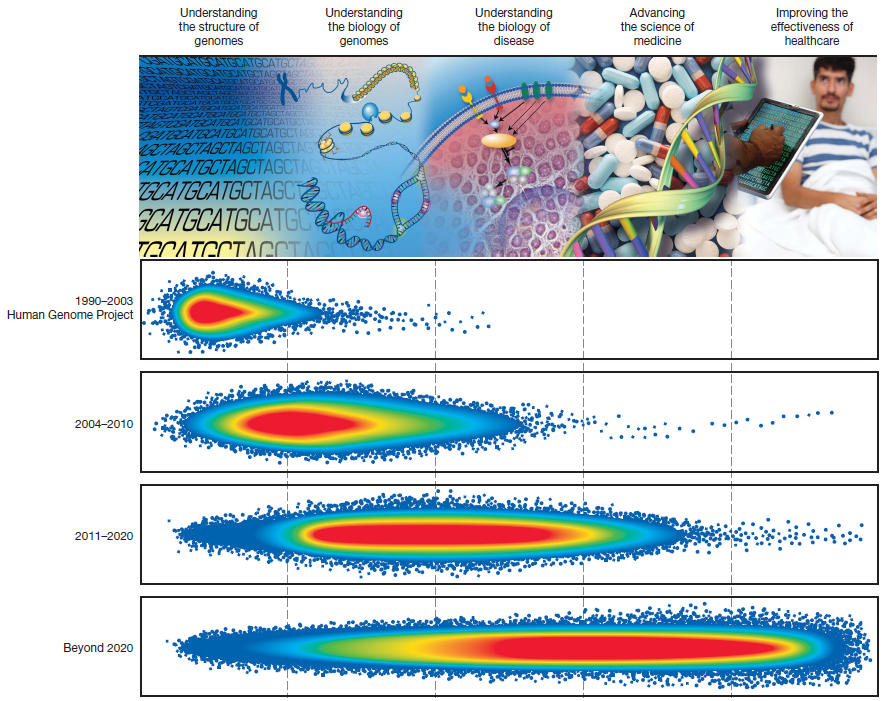 Understanding
the structure of
genomes
Understanding
the biology of
genomes
Understanding
the biology of
disease
Advancing
the science of
medicine
Improving the
effectiveness of
healthcare
1990–2003
Human Genome Project
2004–2010
2011–2020
Beyond 2020